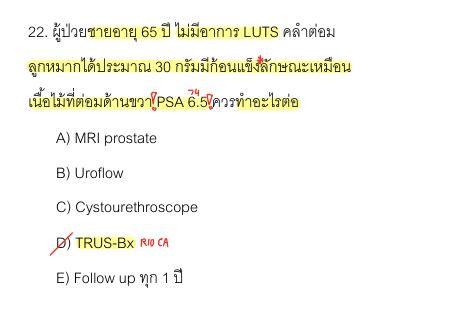 22. ผู้ป่วยชายอายุ 65 ปี ไม่มีอาการ LUTS คลำต่อม
ลูกหมากได้ประมาณ 30 กรัมมีก้อนแข็งลักษณะเหมือน
เนื้อไม้ที่ต่อมด้านขวา PSA 6.5 ควรทำอะไรต่อ
A) MRI prostate
B) Uroflow
C) Cystourethroscope
D) TRUS-Bx R/O CA
E) Follow up ทุก 1 ปี